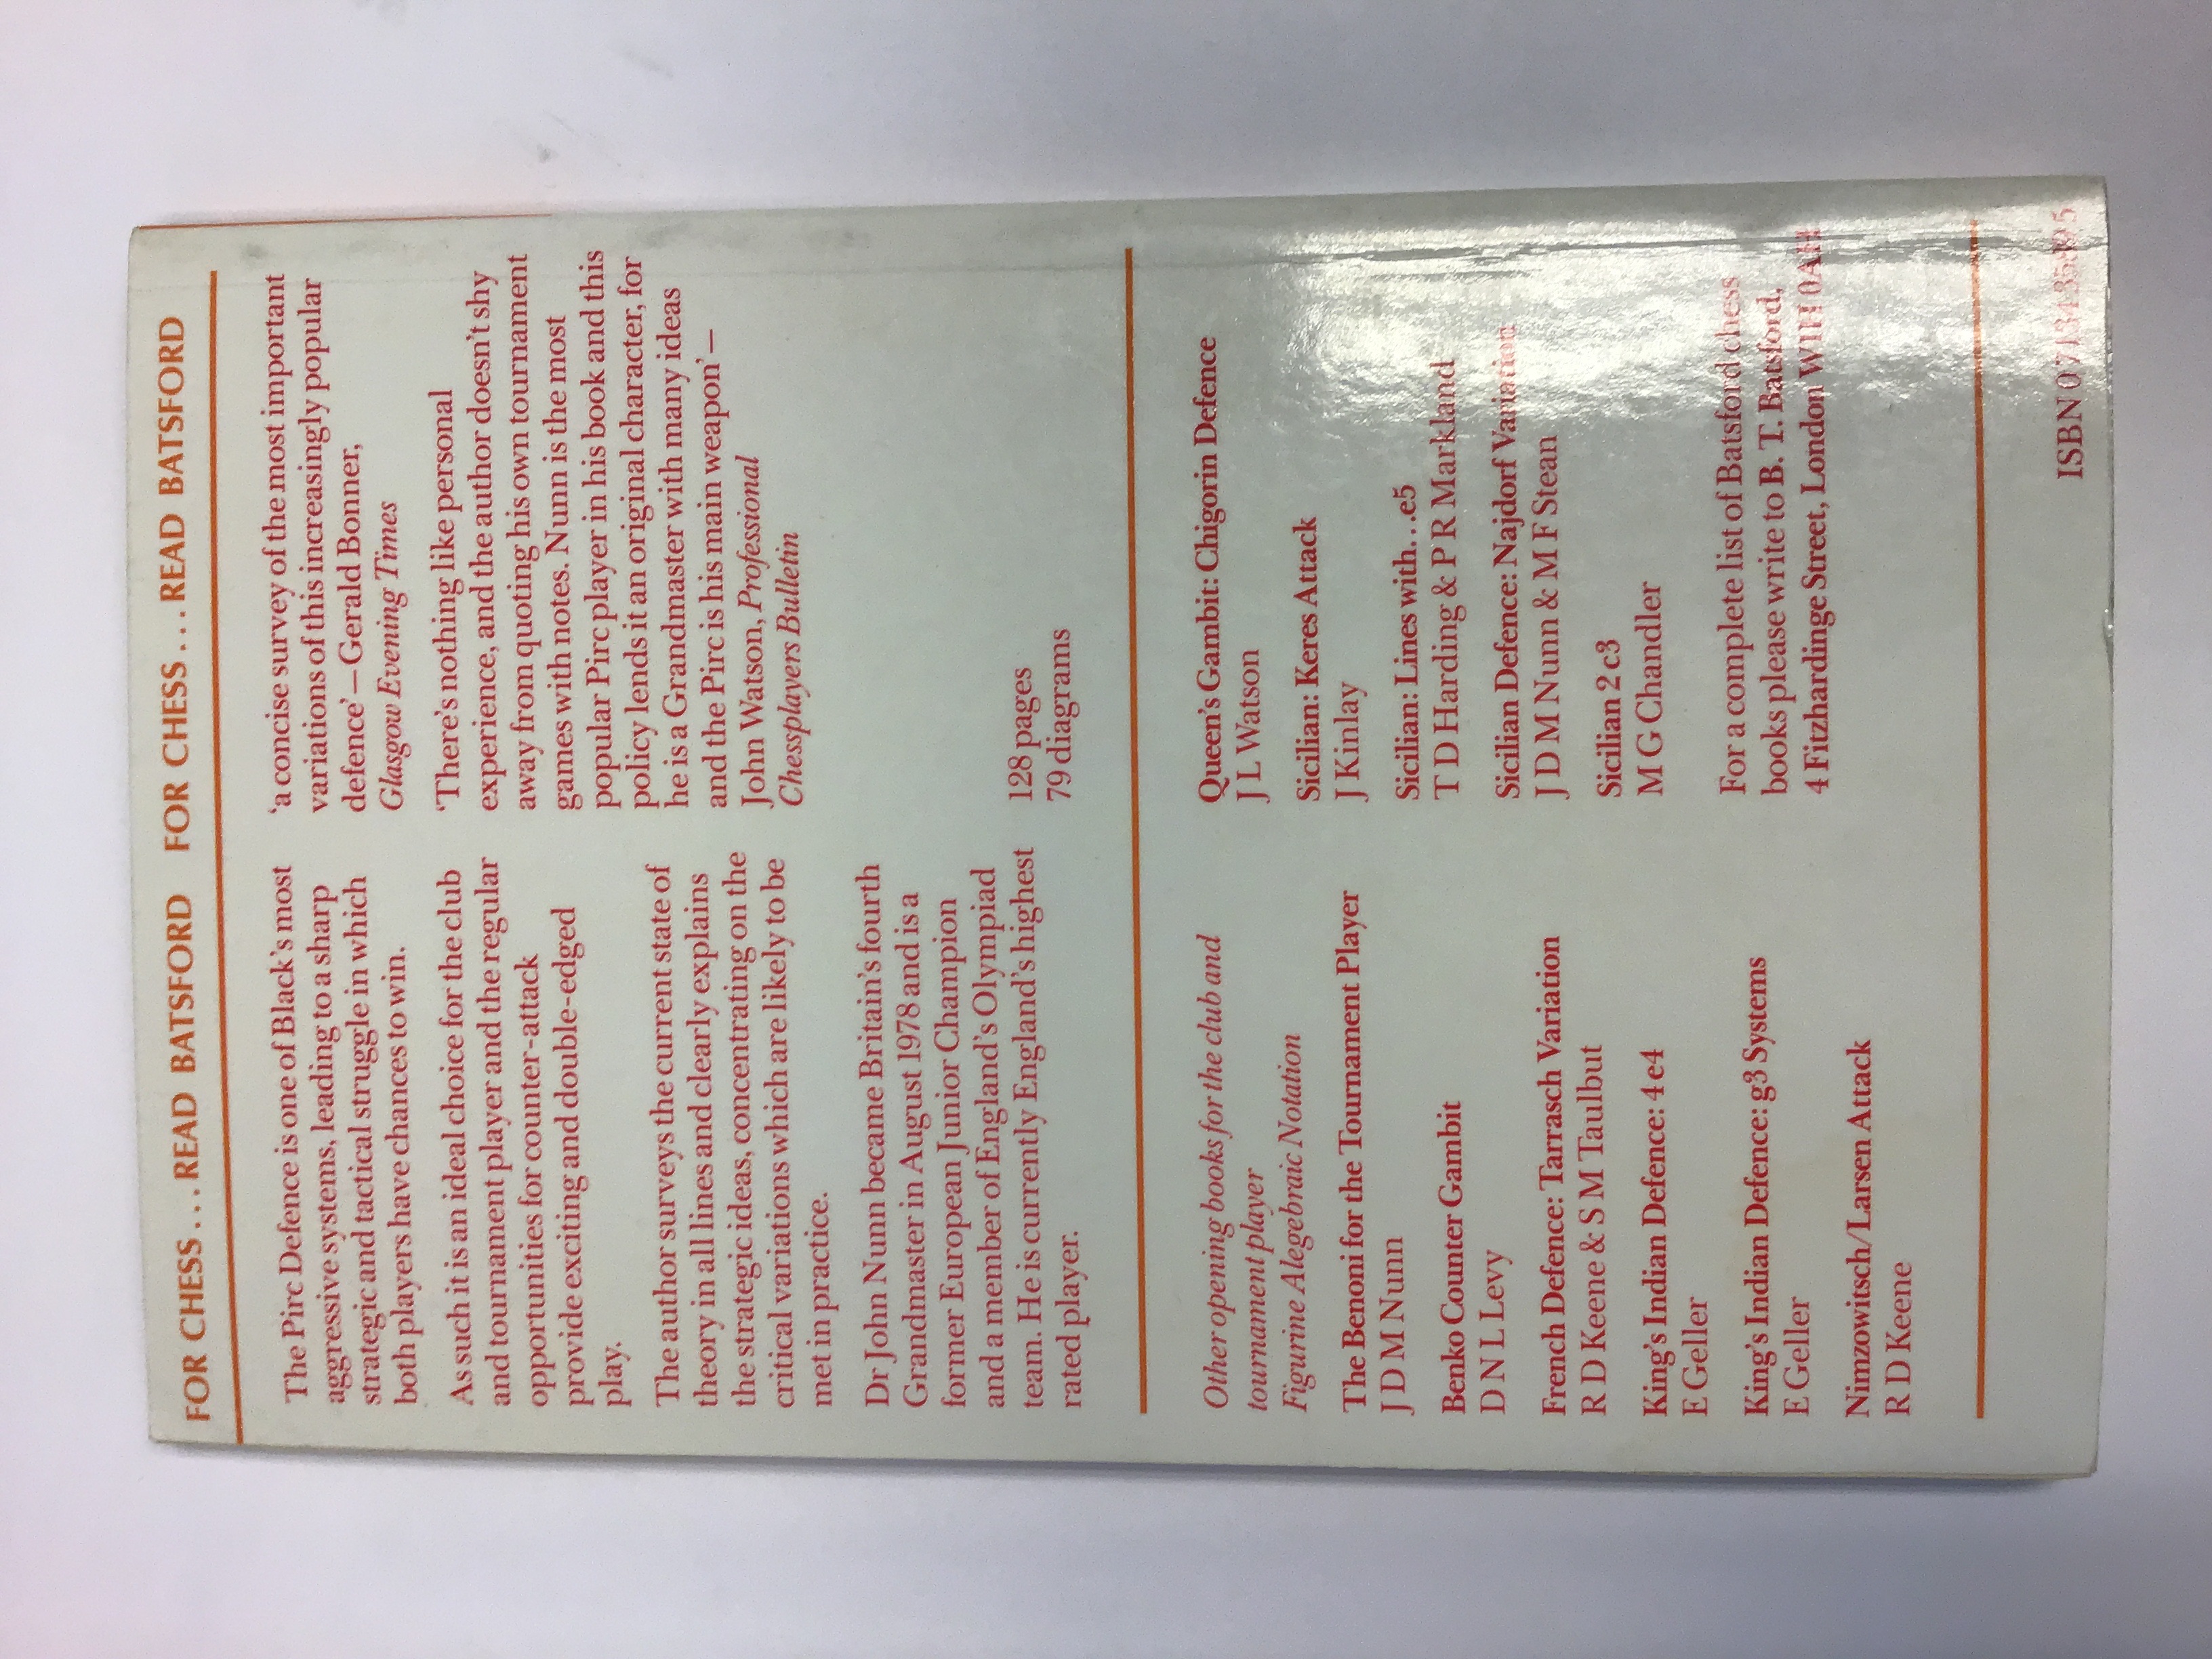 FOR CHESS...READ BATSFORD FOR CHESS...READ BATSFORD
The Pirc Defence is one of Black's most
aggressive systems, leading to a sharp
strategic and tactical struggle in which
both players have chances to win.
As such it is an ideal choice for the club
and tournament player and the regular
opportunities for counter-attack
provide exciting and double-edged
play.
The author surveys the current state of
theory in all lines and clearly explains
the strategic ideas, concentrating on the
critical variations which are likely to be
met in practice.
Dr John Nunn became Britain's fourth
Grandmaster in August 1978 and is a
former European Junior Champion
and a member of England's Olympiad
team. He is currently England's highest
rated player.
'a concise survey of the most important
variations of this increasingly popular
defence' – Gerald Bonner,
Glasgow Evening Times
'There's nothing like personal
experience, and the author doesn't shy
away from quoting his own tournament
games with notes. Nunn is the most
popular Pirc player in his book and this
policy lends it an original character, for
he is a Grandmaster with many ideas
and the Pirc is his main weapon' –
John Watson, Professional
Chessplayers Bulletin
128 pages
79 diagrams
Other opening books for the club and
tournament player
Figurine Alegebraic Notation
The Benoni for the Tournament Player
J D M Nunn
Benko Counter Gambit
D N L Levy
French Defence: Tarrasch Variation
R D Keene & S M Taulbut
King's Indian Defence: 4 e4
E Geller
King's Indian Defence: g3 Systems
E Geller
Nimzowitsch/Larsen Attack
R D Keene
Queen's Gambit: Chigorin Defence
J L Watson
Sicilian: Keres Attack
J Kinlay
Sicilian: Lines with...e5
T D Harding & P R Markland
Sicilian Defence: Najdorf Variation
J D M Nunn & M F Stean
Sicilian 2 c3
M G Chandler
For a complete list of Batsford chess
books please write to B. T. Batsford,
4 Fitzhardinge Street, London W1H 0AH
ISBN